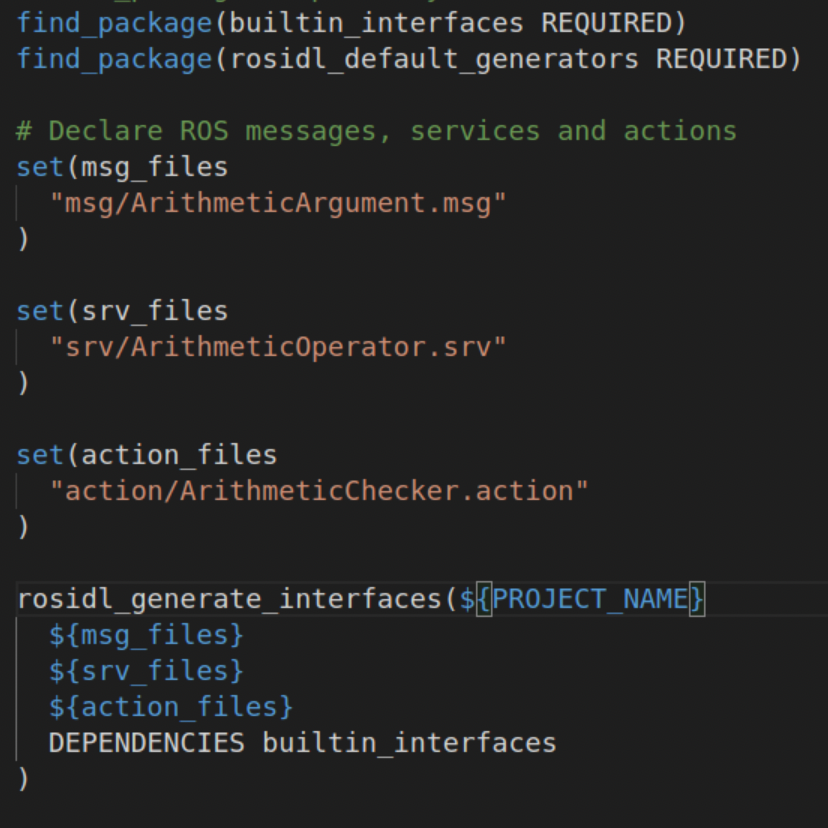 find_package(builtin_interfaces REQUIRED)
find_package(rosidl_default_generators REQUIRED)
# Declare ROS messages, services and actions
set(msg_files
"msg/ArithmeticArgument.msg"
)
set(srv_files
"srv/ArithmeticOperator.srv"
)
set(action_files
"action/ArithmeticChecker.action"
)
rosidl_generate_interfaces(${PROJECT_NAME}
${msg_files}
${srv_files}
${action_files}
DEPENDENCIES builtin_interfaces
)